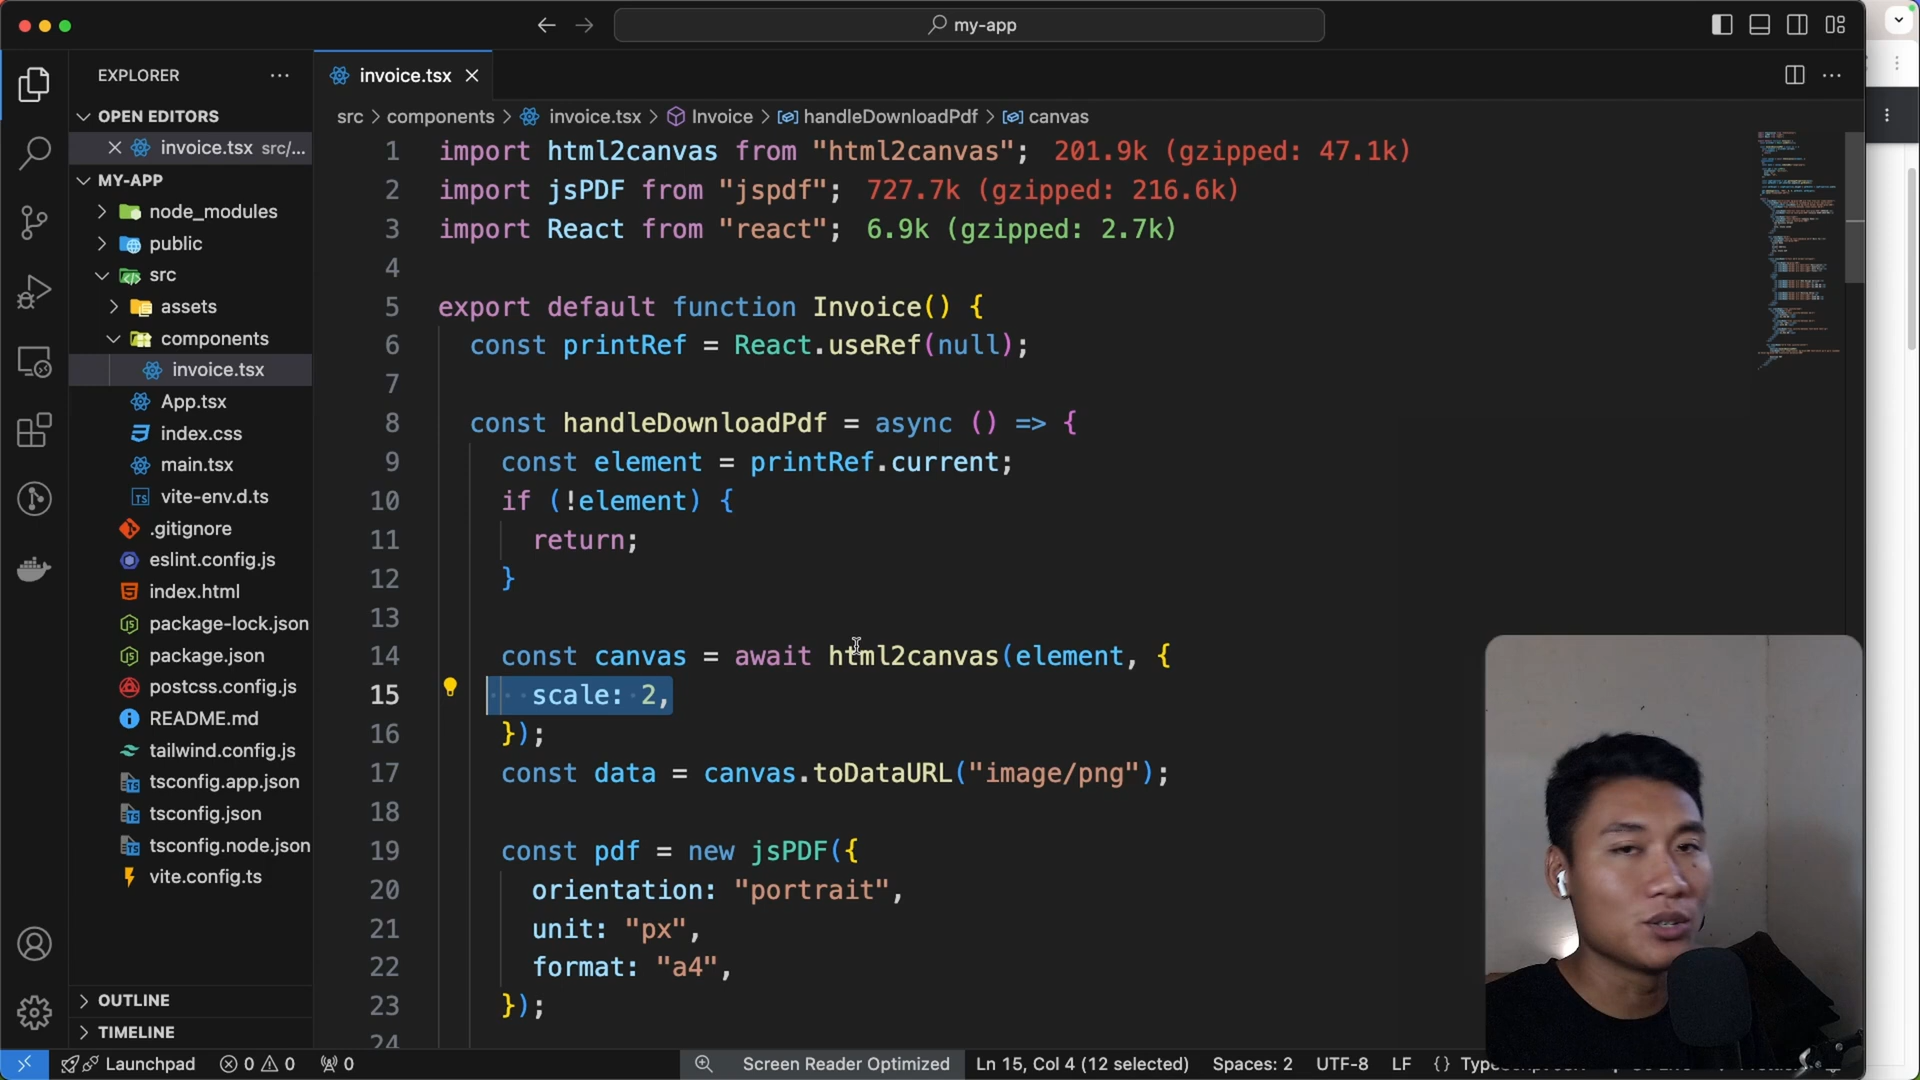 my-app
EXPLORER
OPEN EDITORS
invoice.tsx src/...
MY-APP
node_modules
public
src
assets
components
invoice.tsx
App.tsx
index.css
main.tsx
vite-env.d.ts
.gitignore
eslint.config.js
index.html
package-lock.json
package.json
postcss.config.js
README.md
tailwind.config.js
tsconfig.app.json
tsconfig.json
tsconfig.node.json
vite.config.ts
OUTLINE
TIMELINE
invoice.tsx
src > components > invoice.tsx > Invoice > handleDownloadPdf > canvas
1 import html2canvas from "html2canvas"; 201.9k (gzipped: 47.1k)
2 import jsPDF from "jspdf"; 727.7k (gzipped: 216.6k)
3 import React from "react"; 6.9k (gzipped: 2.7k)
4
5 export default function Invoice() {
6 const printRef = React.useRef(null);
7
8 const handleDownloadPdf = async () => {
9 const element = printRef.current;
10 if (!element) {
11 return;
12 }
13
14 const canvas = await html2canvas(element, {
15 scale: 2,
16 });
17 const data = canvas.toDataURL("image/png");
18
19 const pdf = new jsPDF({
20 orientation: "portrait",
21 unit: "px",
22 format: "a4",
23 });
24
Launchpad 0 0 0 Screen Reader Optimized Ln 15, Col 4 (12 selected) Spaces: 2 UTF-8 LF {}